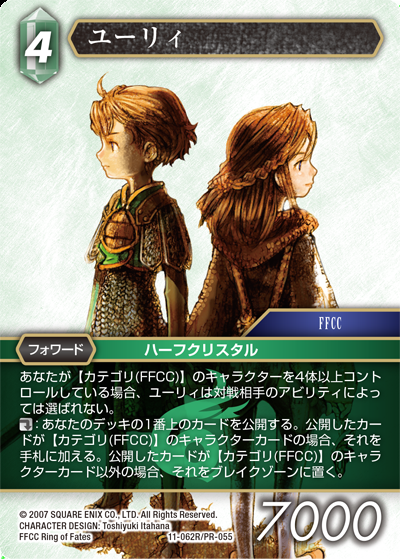 4
ユーリィ
FFCC
フォワード
ハーフクリスタル
あなたが【カテゴリ(FFCC)】のキャラクターを4体以上コント
ロールしている場合、ユーリィは対戦相手のアビリティによっ
ては選ばれない。
:あなたのデッキの1番上のカードを公開する。公開したカー
ドが【カテゴリ(FFCC)】のキャラクターカードの場合、それを
手札に加える。公開したカードが【カテゴリ(FFCC)】のキャラ
クターカード以外の場合、それをブレイクゾーンに置く。
© 2007 SQUARE ENIX CO., LTD. All Rights Reserved.
CHARACTER DESIGN: Toshiyuki Itahana
FFCC Ring of Fates
11-062R/PR-055
7000